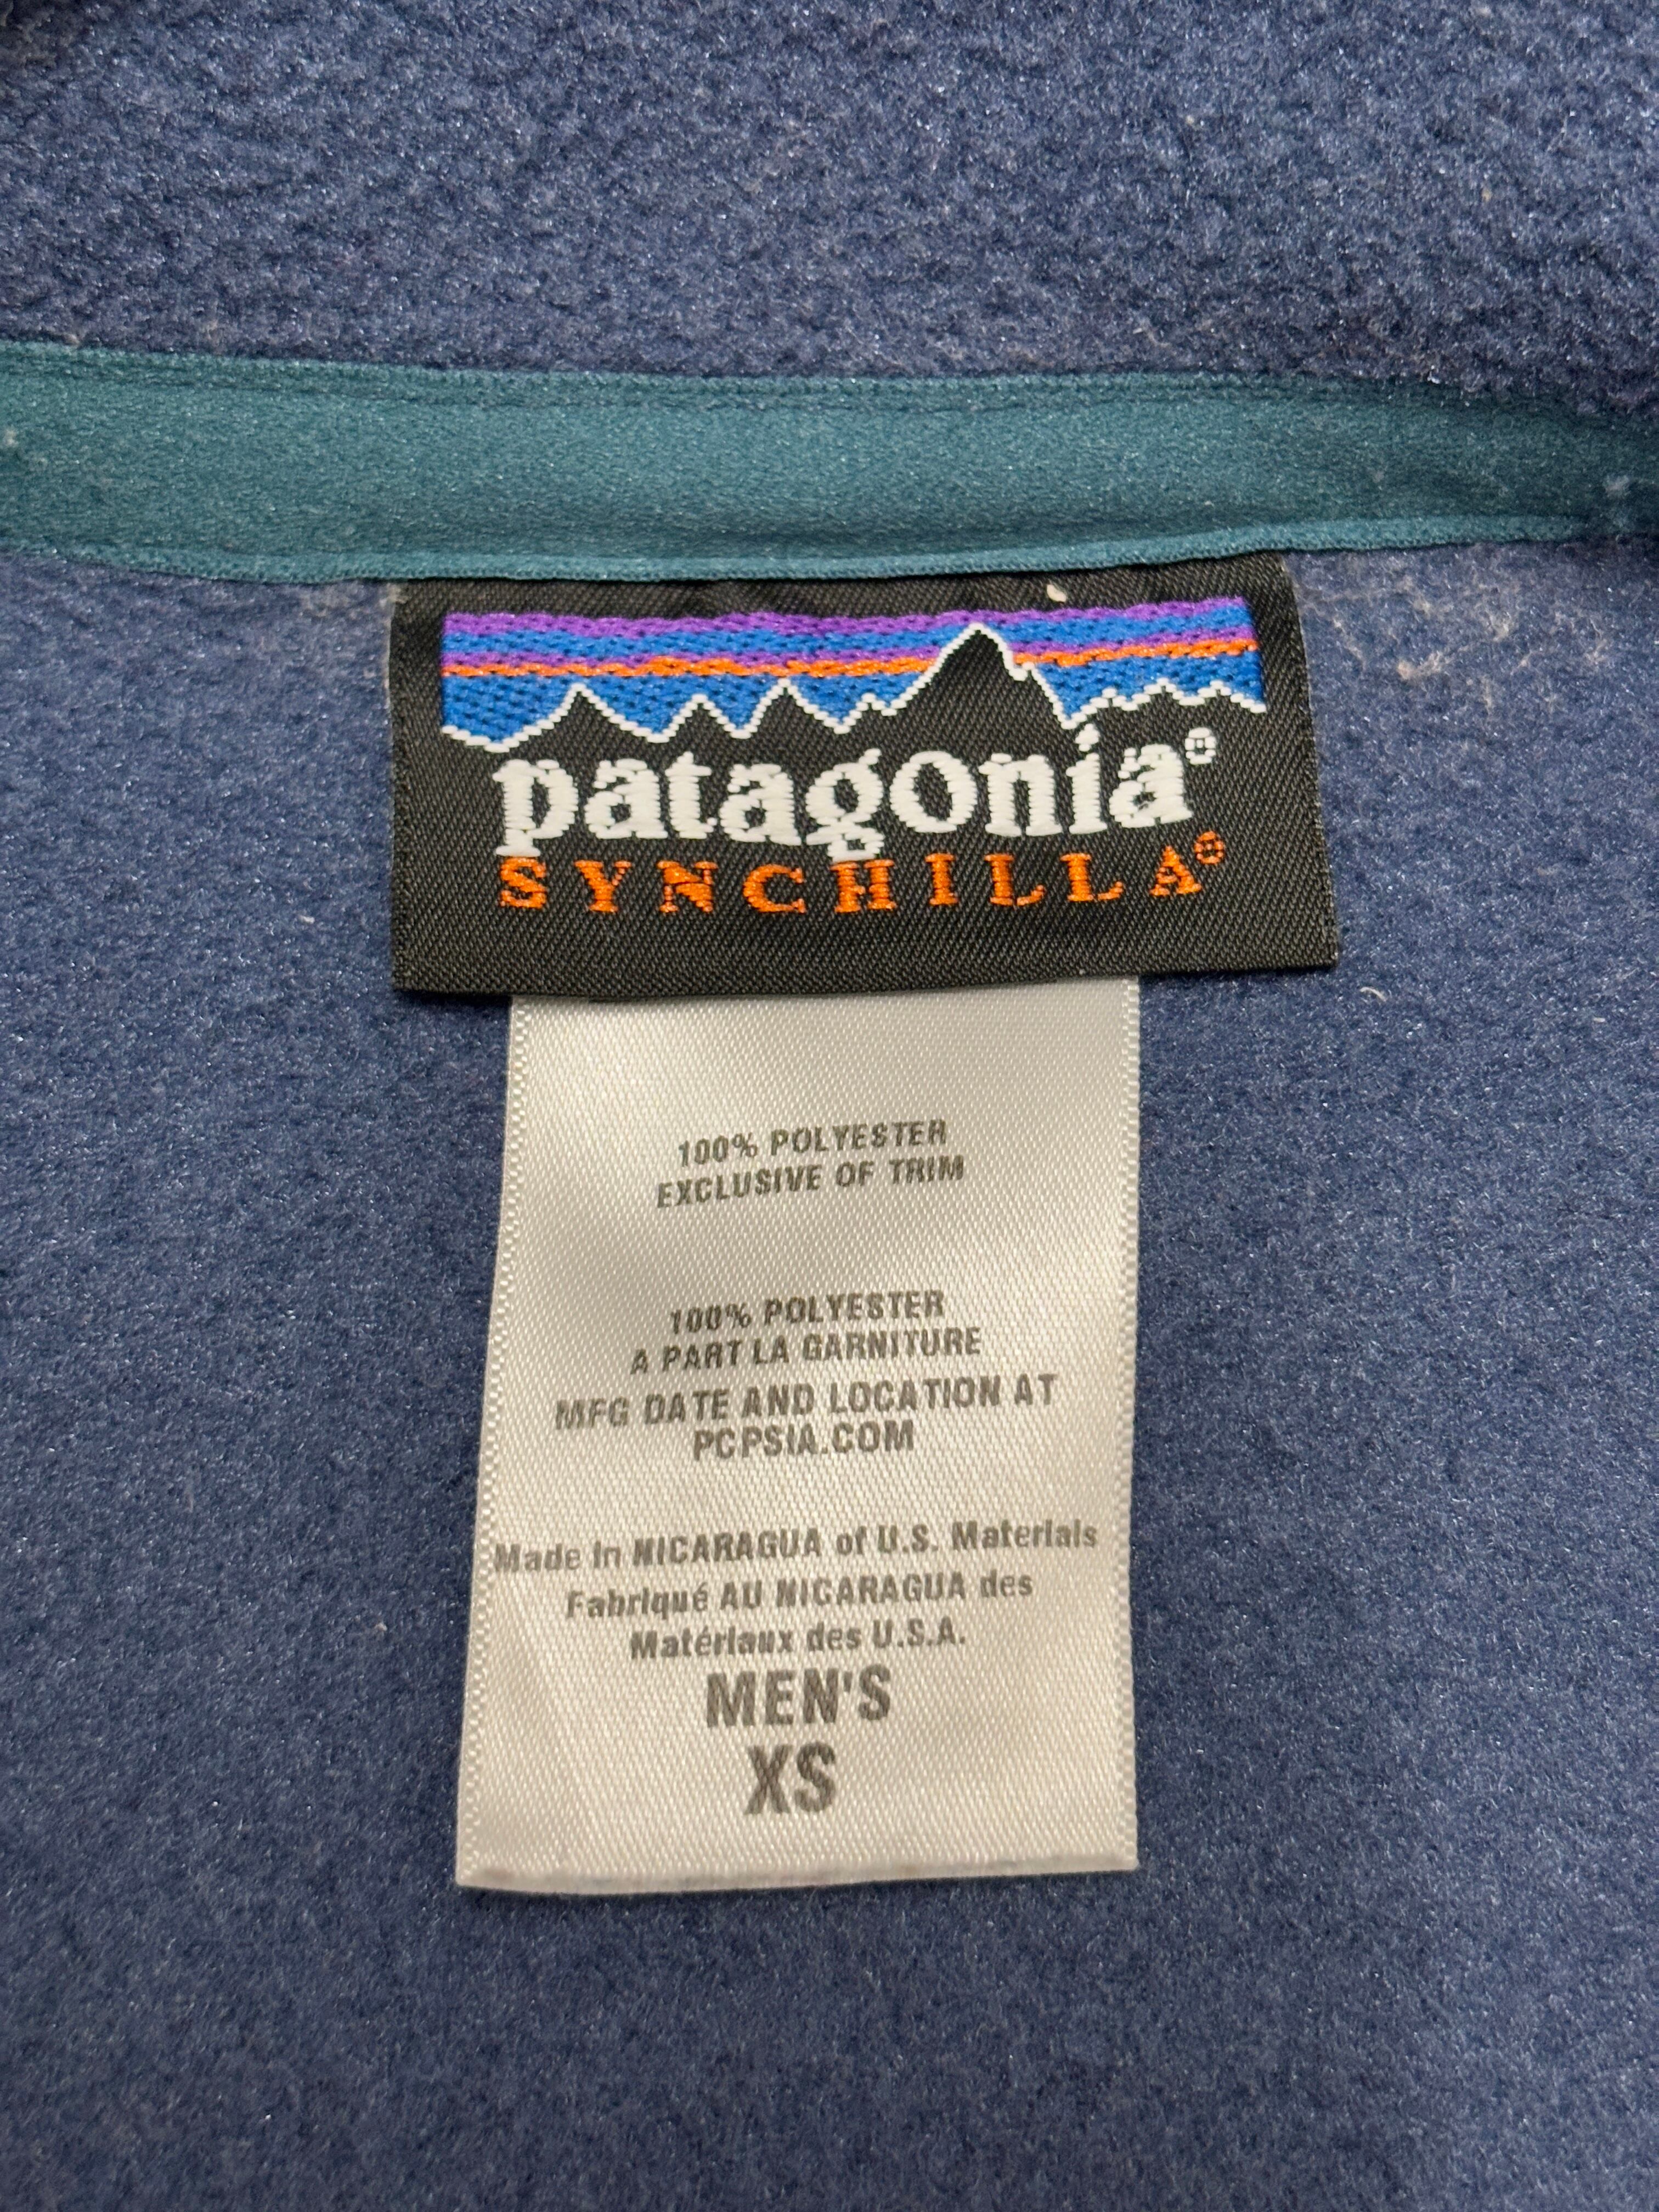 patagonia®
SYNCHILLA®
100% POLYESTER
EXCLUSIVE OF TRIM
100% POLYESTER
A PART LA GARNITURE
MFG DATE AND LOCATION AT
PCPSIA.COM
Made in NICARAGUA of U.S. Materials
Fabriqué AU NICARAGUA des
Matériaux des U.S.A.
MEN'S
XS